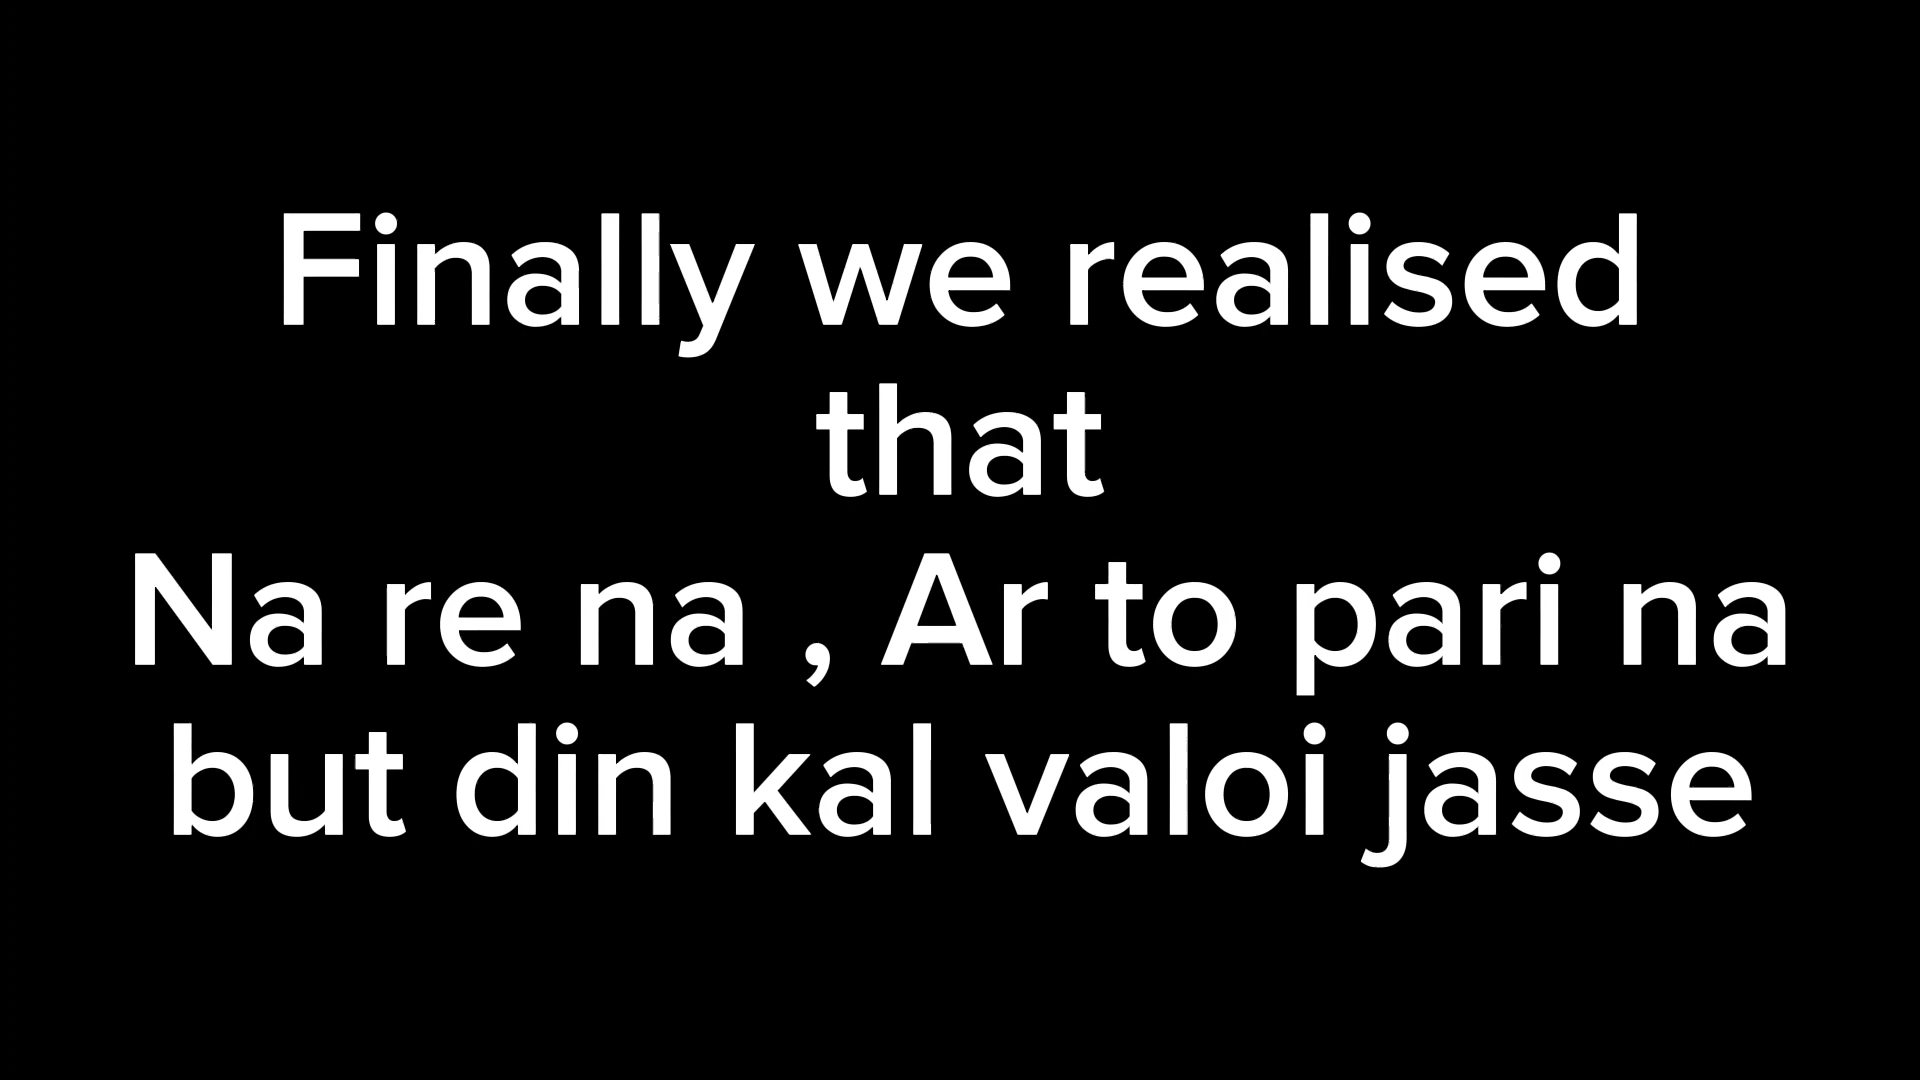 Finally we realised
that
Na re na , Ar to pari na
but din kal valoi jasse